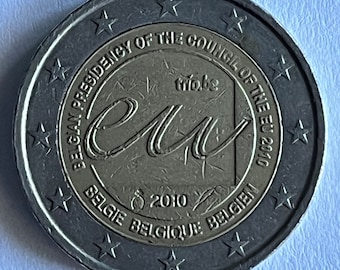 BELGIAN PRESIDENCY OF THE COUNCIL OF THE EU 2010
trio.be
eu
2010
BELGIE BELGIQUE BELGIEN